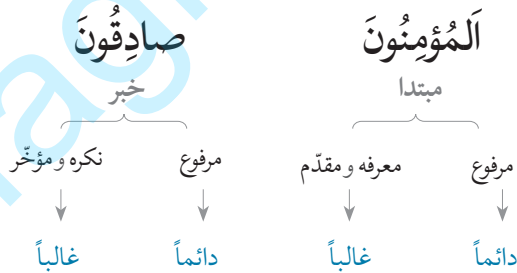 اَلمُؤمِنُونَ صادِقُونَ
مبتدا خبر
مرفوع معرفه و مقدّم مرفوع نکره و مؤخّر
دائماً غالباً دائماً غالباً